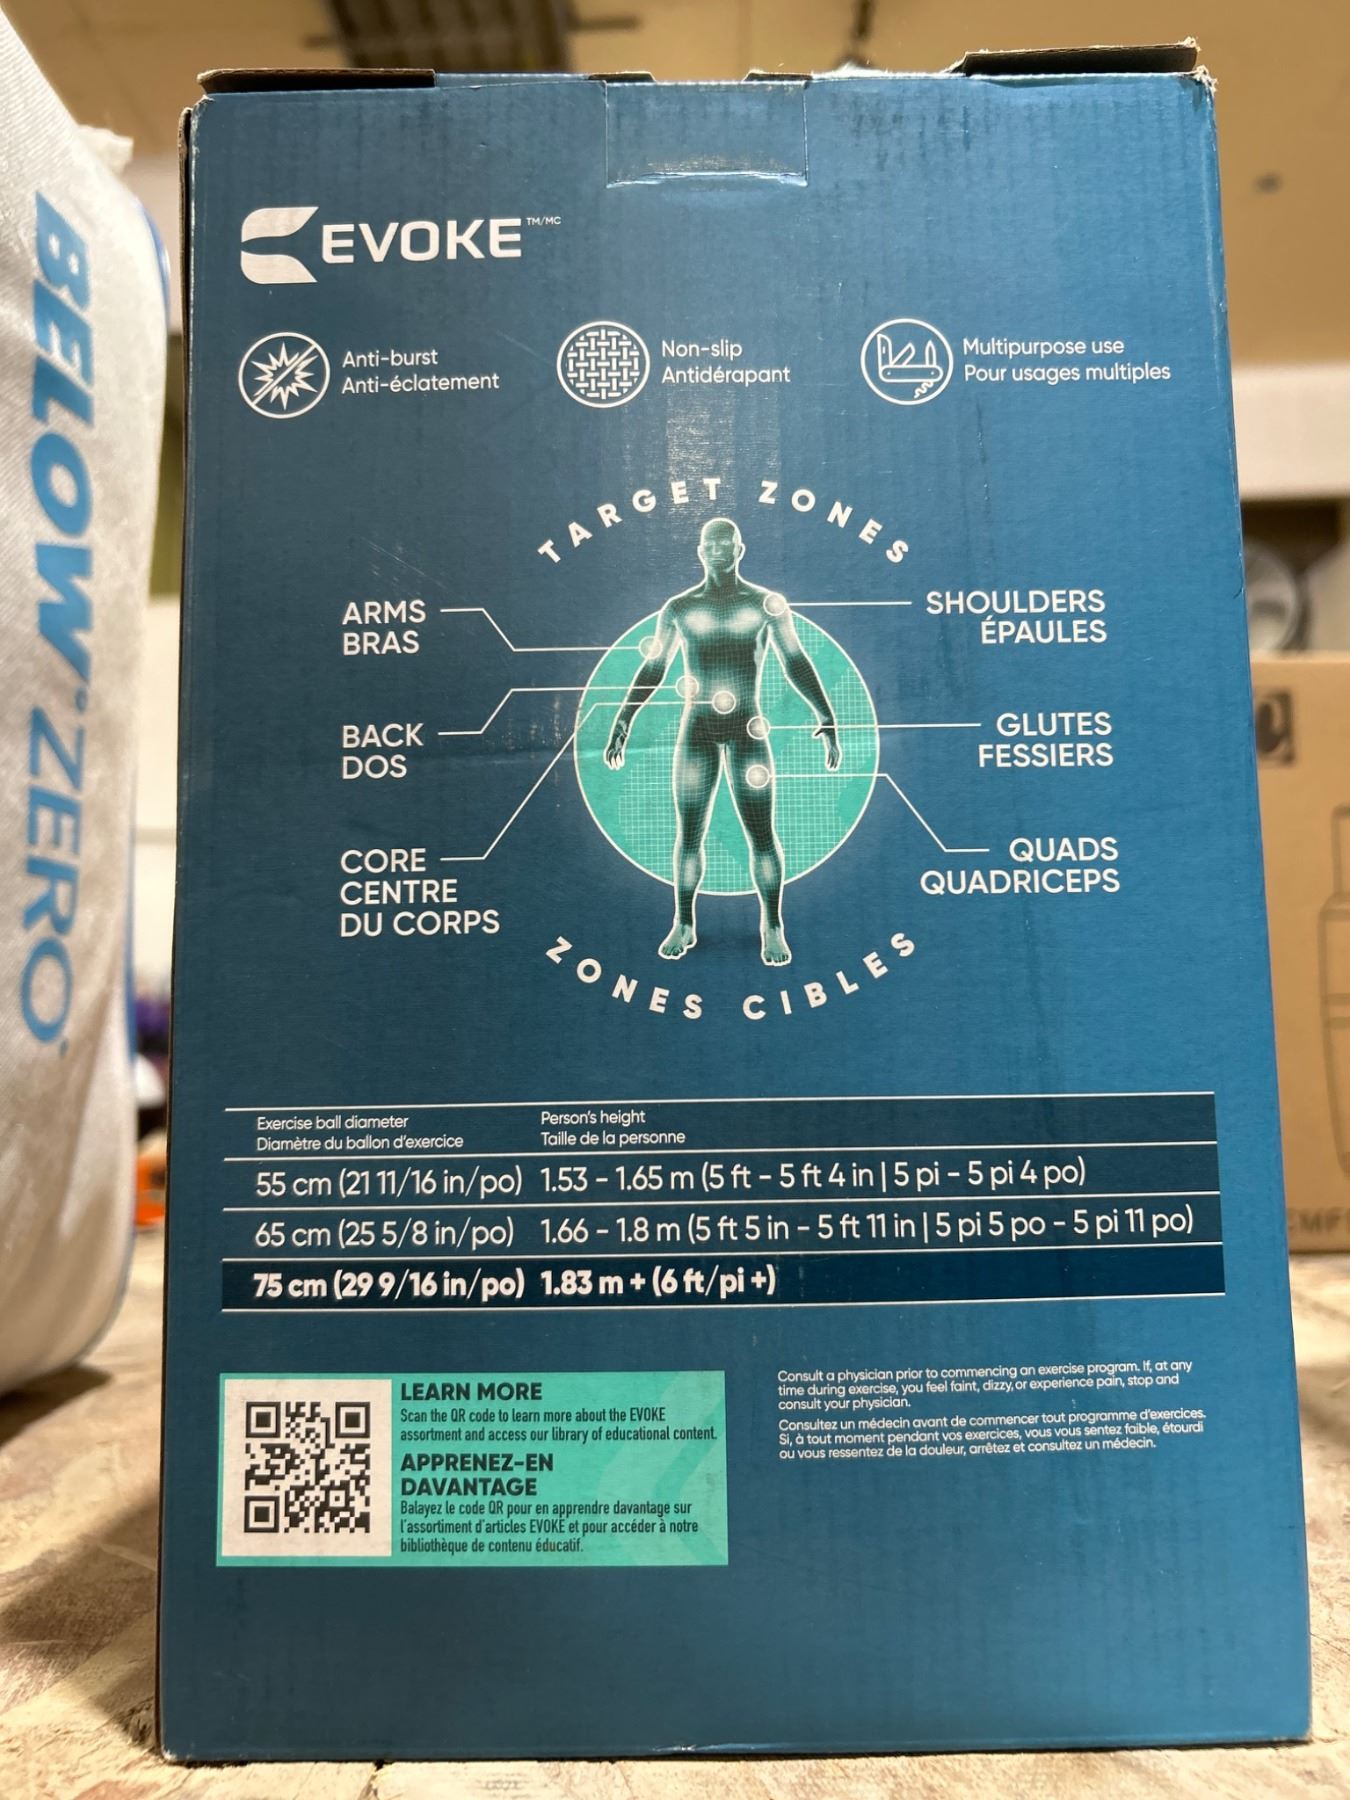 EVOKE TM/MC
Anti-burst
Anti-éclatement
Non-slip
Antidérapant
Multipurpose use
Pour usages multiples
TARGET ZONES
ARMS
BRAS
SHOULDERS
ÉPAULES
BACK
DOS
GLUTES
FESSIERS
CORE
CENTRE
DU CORPS
QUADS
QUADRICEPS
ZONES CIBLES
Exercise ball diameter Person's height
Diamètre du ballon d'exercice Taille de la personne
55 cm (21 11/16 in/po) 1.53 – 1.65 m (5 ft – 5 ft 4 in | 5 pi – 5 pi 4 po)
65 cm (25 5/8 in/po) 1.66 – 1.8 m (5 ft 5 in – 5 ft 11 in | 5 pi 5 po – 5 pi 11 po)
75 cm (29 9/16 in/po) 1.83 m + (6 ft/pi +)
LEARN MORE
Scan the QR code to learn more about the EVOKE
assortment and access our library of educational content.
APPRENEZ-EN
DAVANTAGE
Balayez le code QR pour en apprendre davantage sur
l'assortiment d'articles EVOKE et pour accéder à notre
bibliothèque de contenu éducatif.
Consult a physician prior to commencing an exercise program. If, at any
time during exercise, you feel faint, dizzy, or experience pain, stop and
consult your physician.
Consultez un médecin avant de commencer tout programme d'exercices.
Si, à tout moment pendant vos exercices, vous vous sentez faible, étourdi
ou vous ressentez de la douleur, arrêtez et consultez un médecin.
BELOW ZERO